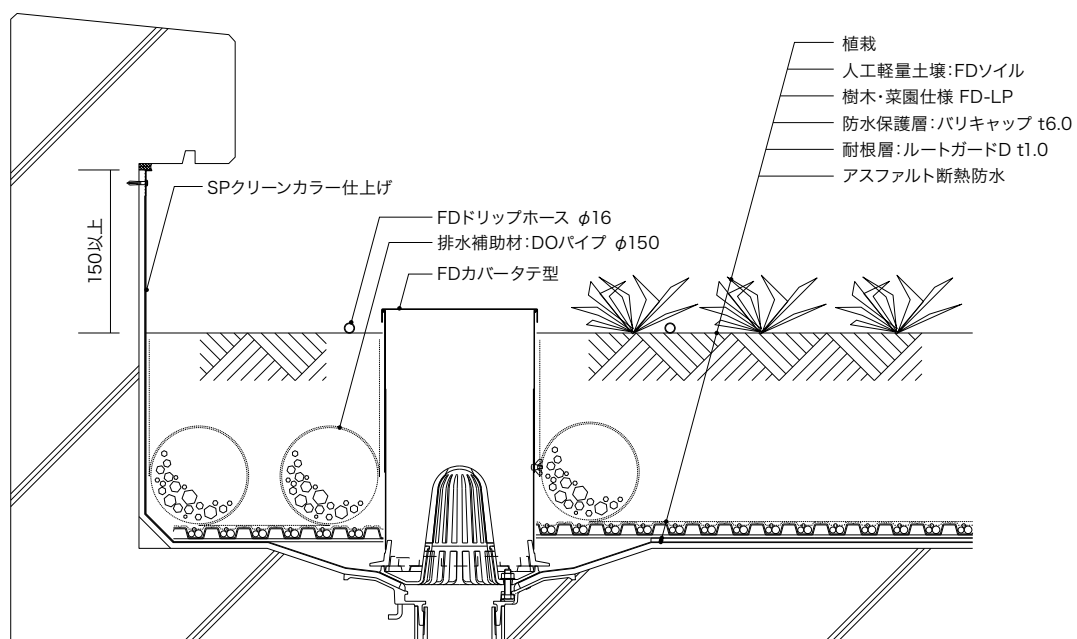 植栽
人工軽量土壌:FDソイル
樹木・菜園仕様 FD-LP
防水保護層:バリキャップ t6.0
耐根層:ルートガードD t1.0
アスファルト断熱防水
SPクリーンカラー仕上げ
FDドリップホース φ16
排水補助材:DOパイプ φ150
FDカバータテ型
150以上